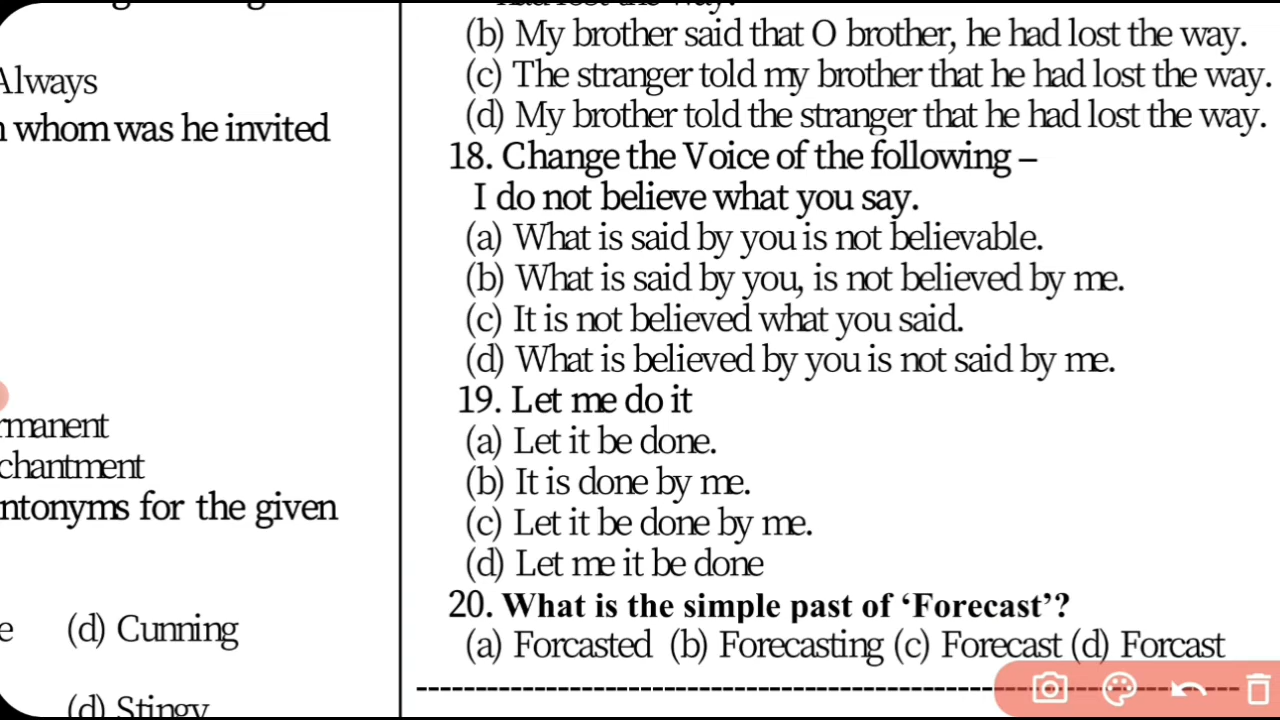 Always
whom was he invited
rmanent
chantment
ntonyms for the given
e (d) Cunning
(d) Stingy
had lost the way.
(b) My brother said that O brother, he had lost the way.
(c) The stranger told my brother that he had lost the way.
(d) My brother told the stranger that he had lost the way.
18. Change the Voice of the following –
I do not believe what you say.
(a) What is said by you is not believable.
(b) What is said by you, is not believed by me.
(c) It is not believed what you said.
(d) What is believed by you is not said by me.
19. Let me do it
(a) Let it be done.
(b) It is done by me.
(c) Let it be done by me.
(d) Let me it be done
20. What is the simple past of ‘Forecast’?
(a) Forcasted (b) Forecasting (c) Forecast (d) Forcast